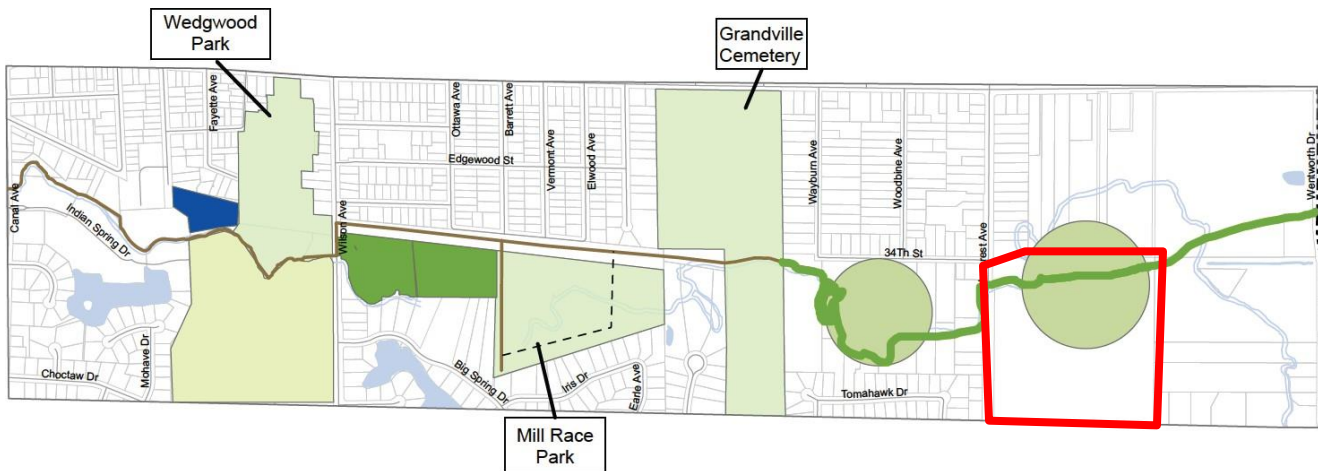 Wedgwood
Park
Grandville
Cemetery
Fayette Ave
Ottawa Ave
Barrett Ave
Vermont Ave
Elwood Ave
Edgewood St
Wayburn Ave
Woodbine Ave
Wentworth Dr
Canal Ave
Indian Spring Dr
Wilson Ave
34Th St
rest Ave
Mohave Dr
Choctaw Dr
Big Spring Dr
Iris Dr
Earle Ave
Tomahawk Dr
Mill Race
Park